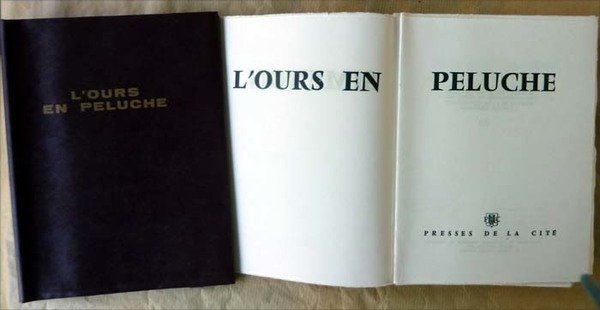 L'OURS
EN PELUCHE
L'OURS EN PELUCHE
PRESSES DE LA CITÉ